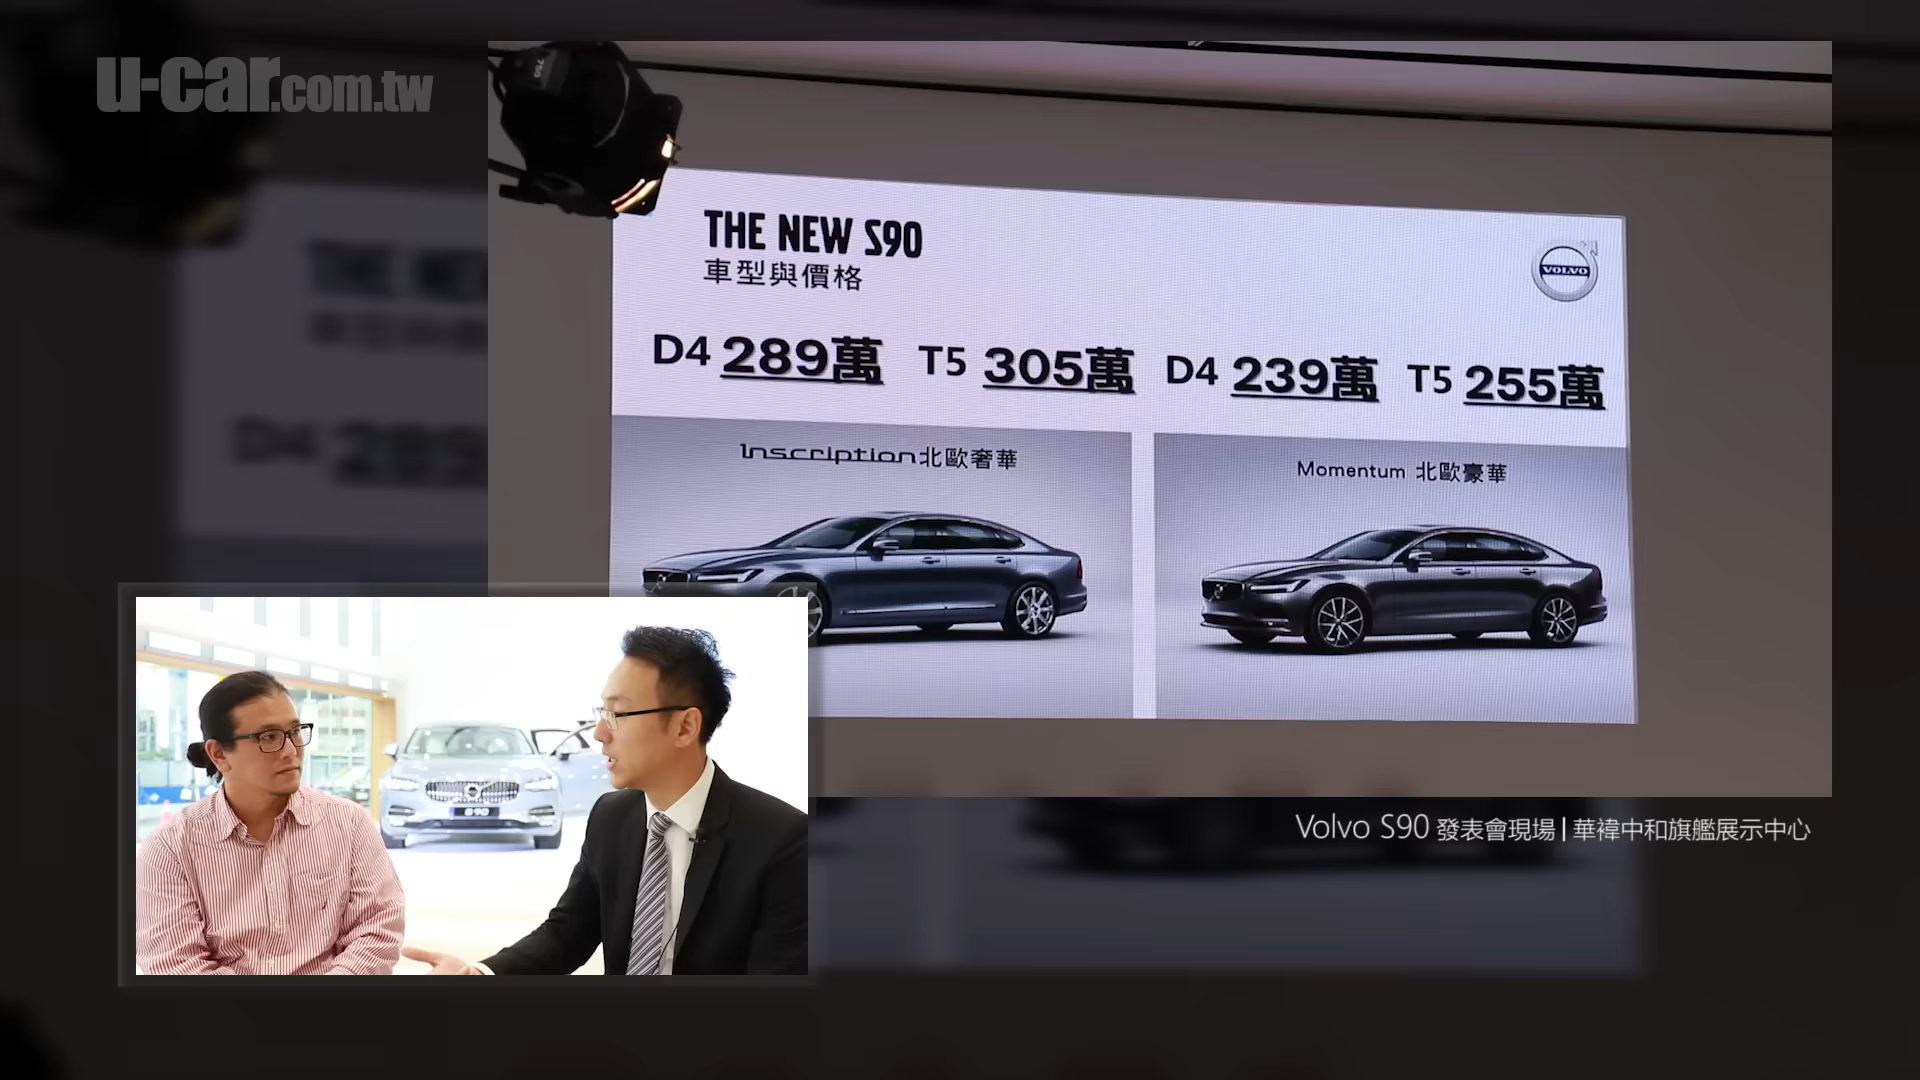 u-car.com.tw
750
THE NEW S90
車型與價格
VOLVO
D4 289萬 T5 305萬 D4 239萬 T5 255萬
Inscription北歐奢華
Momentum 北歐豪華
S90
Volvo S90 發表會現場|華褘中和旗艦展示中心